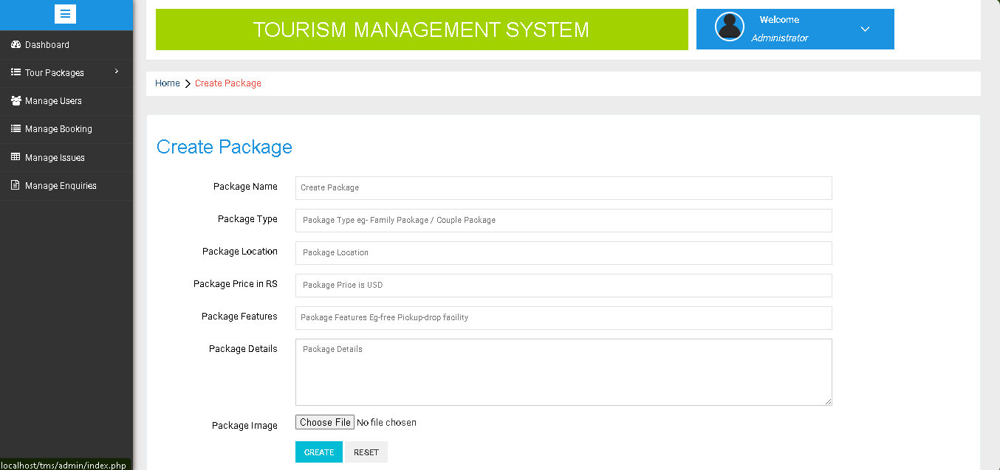 TOURISM MANAGEMENT SYSTEM
Welcome
Administrator
Dashboard
Tour Packages
Manage Users
Manage Booking
Manage Issues
Manage Enquiries
Home > Create Package
Create Package
Package Name Create Package
Package Type Package Type eg- Family Package / Couple Package
Package Location Package Location
Package Price in RS Package Price is USD
Package Features Package Features Eg-free Pickup-drop facility
Package Details Package Details
Package Image Choose File No file chosen
CREATE RESET
localhost/tms/admin/index.php